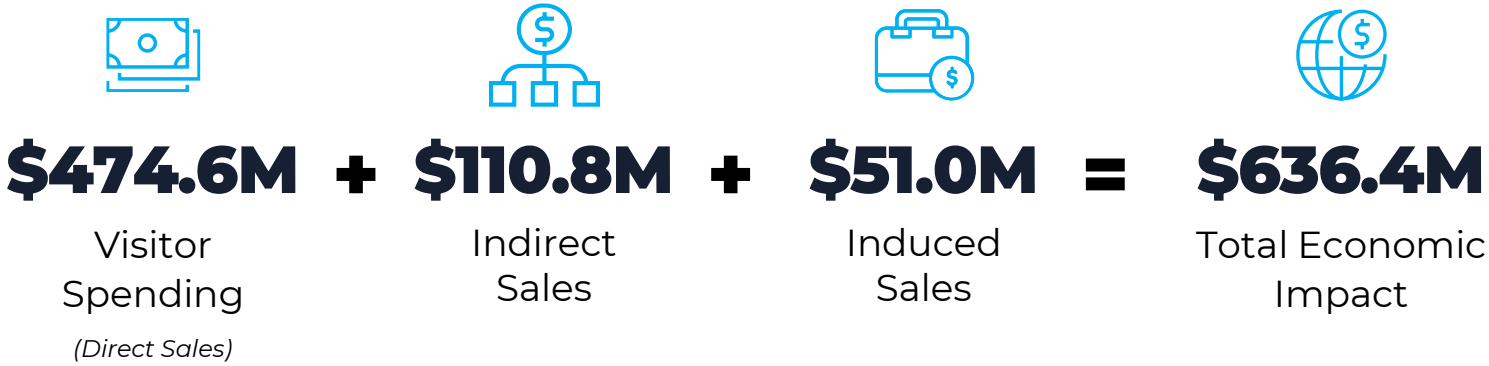 $474.6M + $110.8M + $51.0M = $636.4M
Visitor
Spending
(Direct Sales)
Indirect
Sales
Induced
Sales
Total Economic
Impact